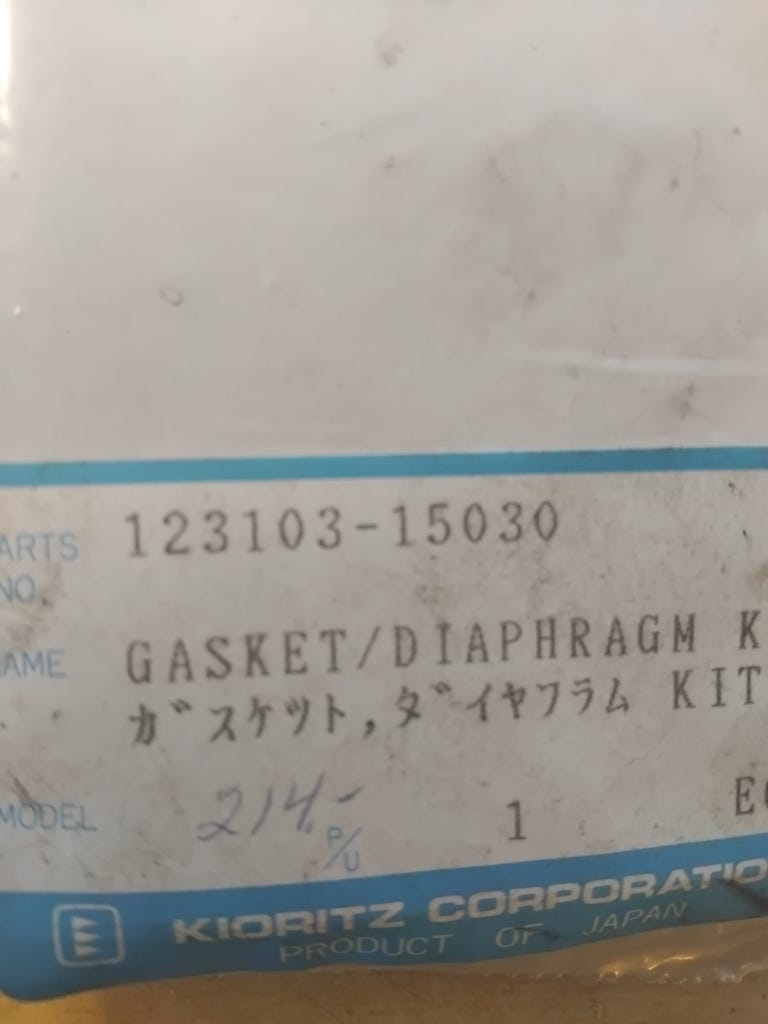 ARTS 123103-15030
NO.
AME GASKET/DIAPHRAGM K
ｶﾞｽｹｯﾄ,ﾀﾞｲﾔﾌﾗﾑ KIT
MODEL 214.- P/U 1 E
KIORITZ CORPORATIO
PRODUCT OF JAPAN